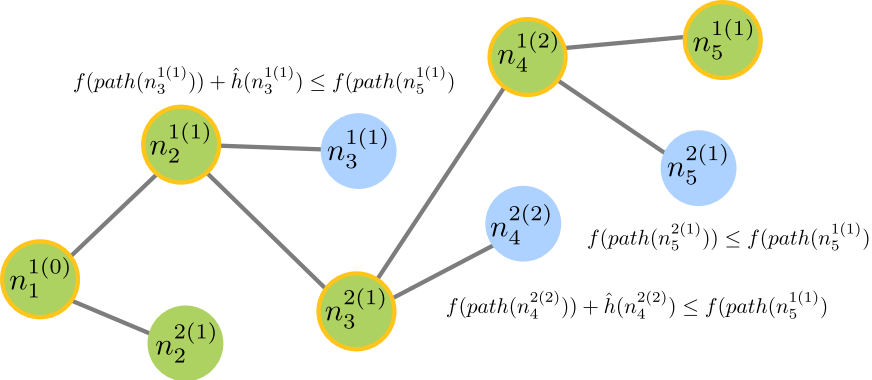 n_4^{1(2)}
n_5^{1(1)}
f(path(n_3^{1(1)})) + ĥ(n_3^{1(1)}) ≤ f(path(n_5^{1(1)})
n_2^{1(1)}
n_3^{1(1)}
n_5^{2(1)}
n_4^{2(2)}
f(path(n_5^{2(1)})) ≤ f(path(n_5^{1(1)})
n_1^{1(0)}
n_3^{2(1)}
f(path(n_4^{2(2)})) + ĥ(n_4^{2(2)}) ≤ f(path(n_5^{1(1)})
n_2^{2(1)}